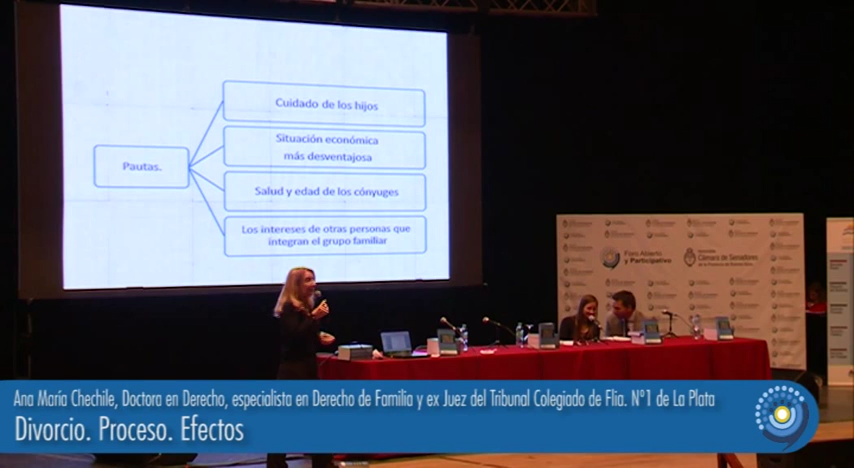 Cuidado de los hijos
Situación económica
más desventajosa
Pautas.
Salud y edad de los cónyuges
Los intereses de otras personas que
integran el grupo familiar
Foro Abierto
y Participativo
Cámara de Senadores
Ana María Chechile, Doctora en Derecho, especialista en Derecho de Familia y ex Juez del Tribunal Colegiado de Flia. N°1 de La Plata
Divorcio. Proceso. Efectos